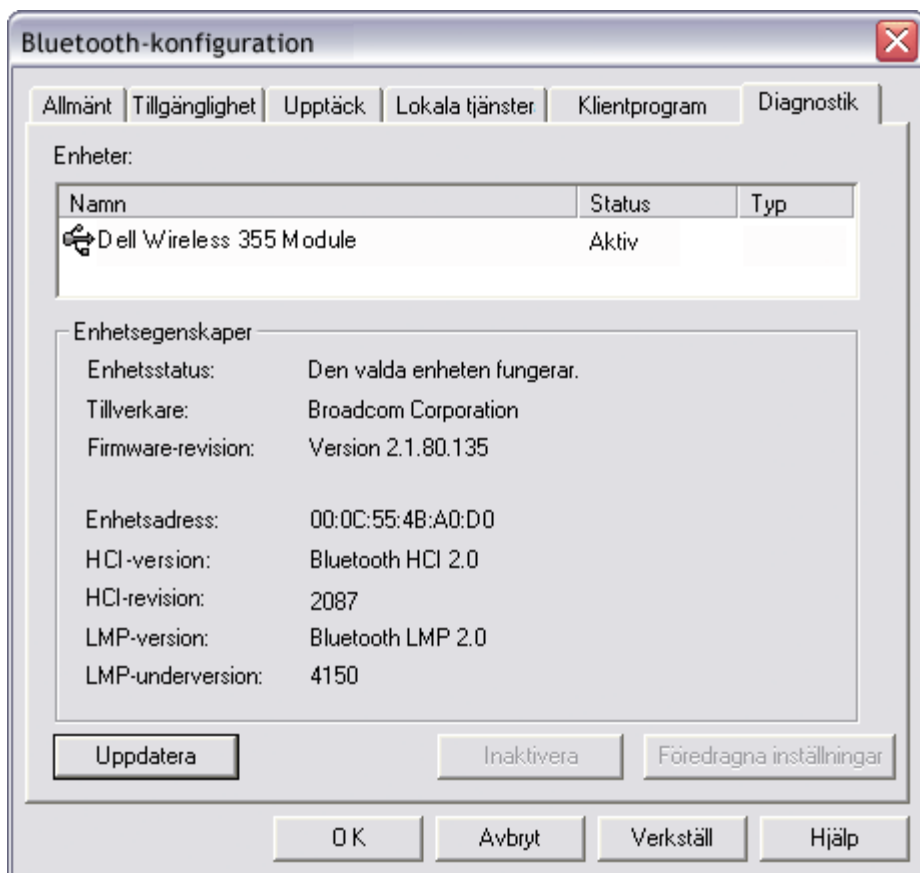 Bluetooth-konfiguration
Allmänt Tillgänglighet Upptäck Lokala tjänster Klientprogram Diagnostik
Enheter:
Namn Status Typ
Dell Wireless 355 Module Aktiv
Enhetsegenskaper
Enhetsstatus: Den valda enheten fungerar.
Tillverkare: Broadcom Corporation
Firmware-revision: Version 2.1.80.135
Enhetsadress: 00:0C:55:4B:A0:D0
HCI-version: Bluetooth HCI 2.0
HCI-revision: 2087
LMP-version: Bluetooth LMP 2.0
LMP-underversion: 4150
Uppdatera Inaktivera Föredragna inställningar
OK Avbryt Verkställ Hjälp